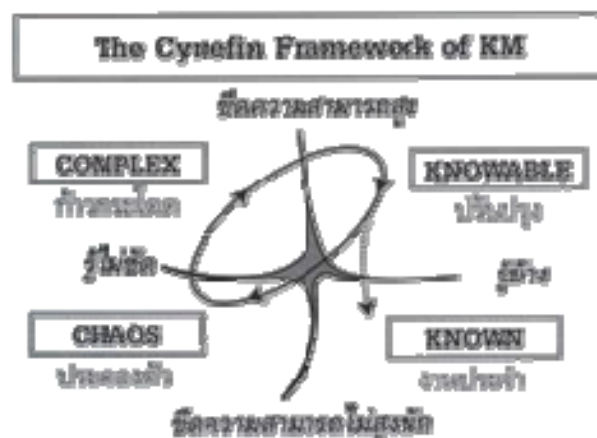 The Cynefin Framework of KM
ขีดความสามารถสูง
COMPLEX
KNOWABLE
ก้าวกระโดด
ปรับปรุง
รู้ไม่ชัด
รู้บ้าง
CHAOS
KNOWN
ประคองตัว
งานประจำ
ขีดความสามารถไม่สูงนัก